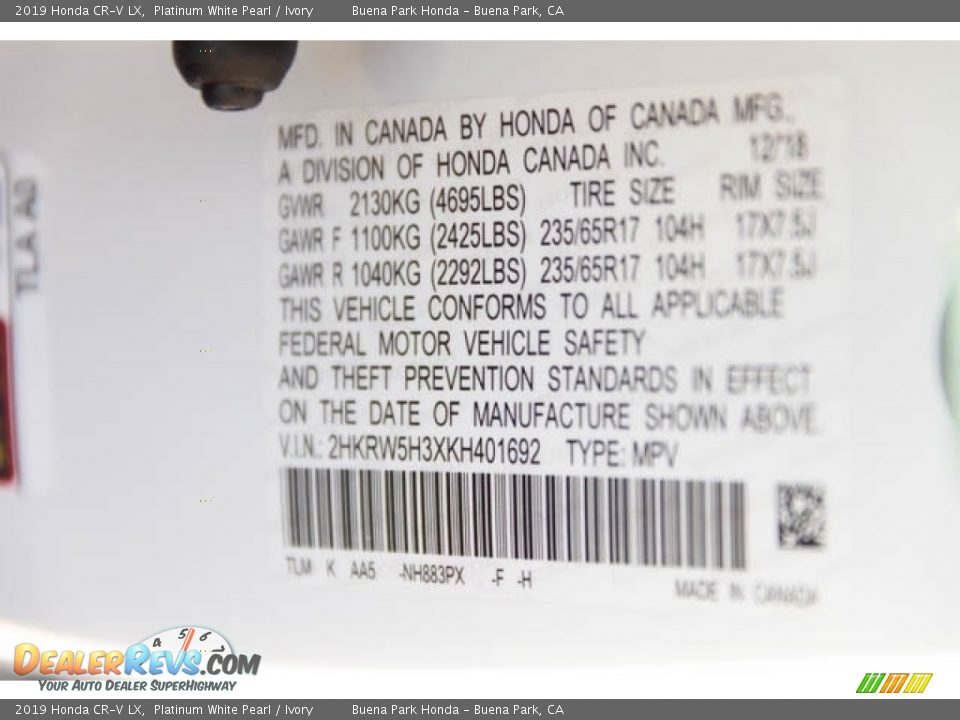 2019 Honda CR-V LX, Platinum White Pearl / Ivory Buena Park Honda - Buena Park, CA
MFD. IN CANADA BY HONDA OF CANADA MFG.,
A DIVISION OF HONDA CANADA INC. 12/18
GVWR 2130KG (4695LBS) TIRE SIZE RIM SIZE
GAWR F 1100KG (2425LBS) 235/65R17 104H 17X7.5J
GAWR R 1040KG (2292LBS) 235/65R17 104H 17X7.5J
THIS VEHICLE CONFORMS TO ALL APPLICABLE
FEDERAL MOTOR VEHICLE SAFETY
AND THEFT PREVENTION STANDARDS IN EFFECT
ON THE DATE OF MANUFACTURE SHOWN ABOVE.
V.I.N.: 2HKRW5H3XKH401692 TYPE: MPV
TLM K AA5 -NH883PX -F -H
MADE IN CANADA
TLA A0
4 5 6
DEALERREVS.COM
YOUR AUTO DEALER SUPERHIGHWAY
2019 Honda CR-V LX, Platinum White Pearl / Ivory Buena Park Honda - Buena Park, CA